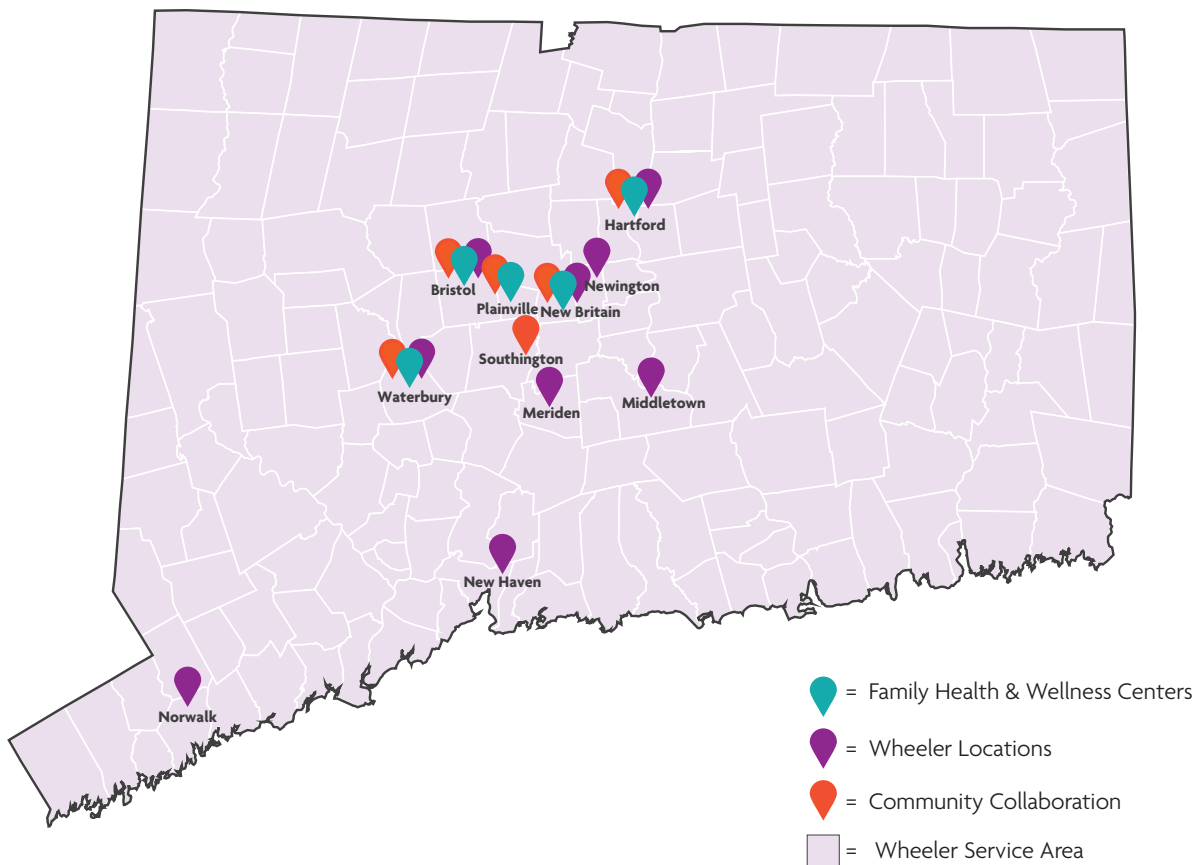 Hartford
Bristol
Newington
Plainville
New Britain
Southington
Waterbury
Meriden
Middletown
New Haven
Norwalk
= Family Health & Wellness Centers
= Wheeler Locations
= Community Collaboration
= Wheeler Service Area